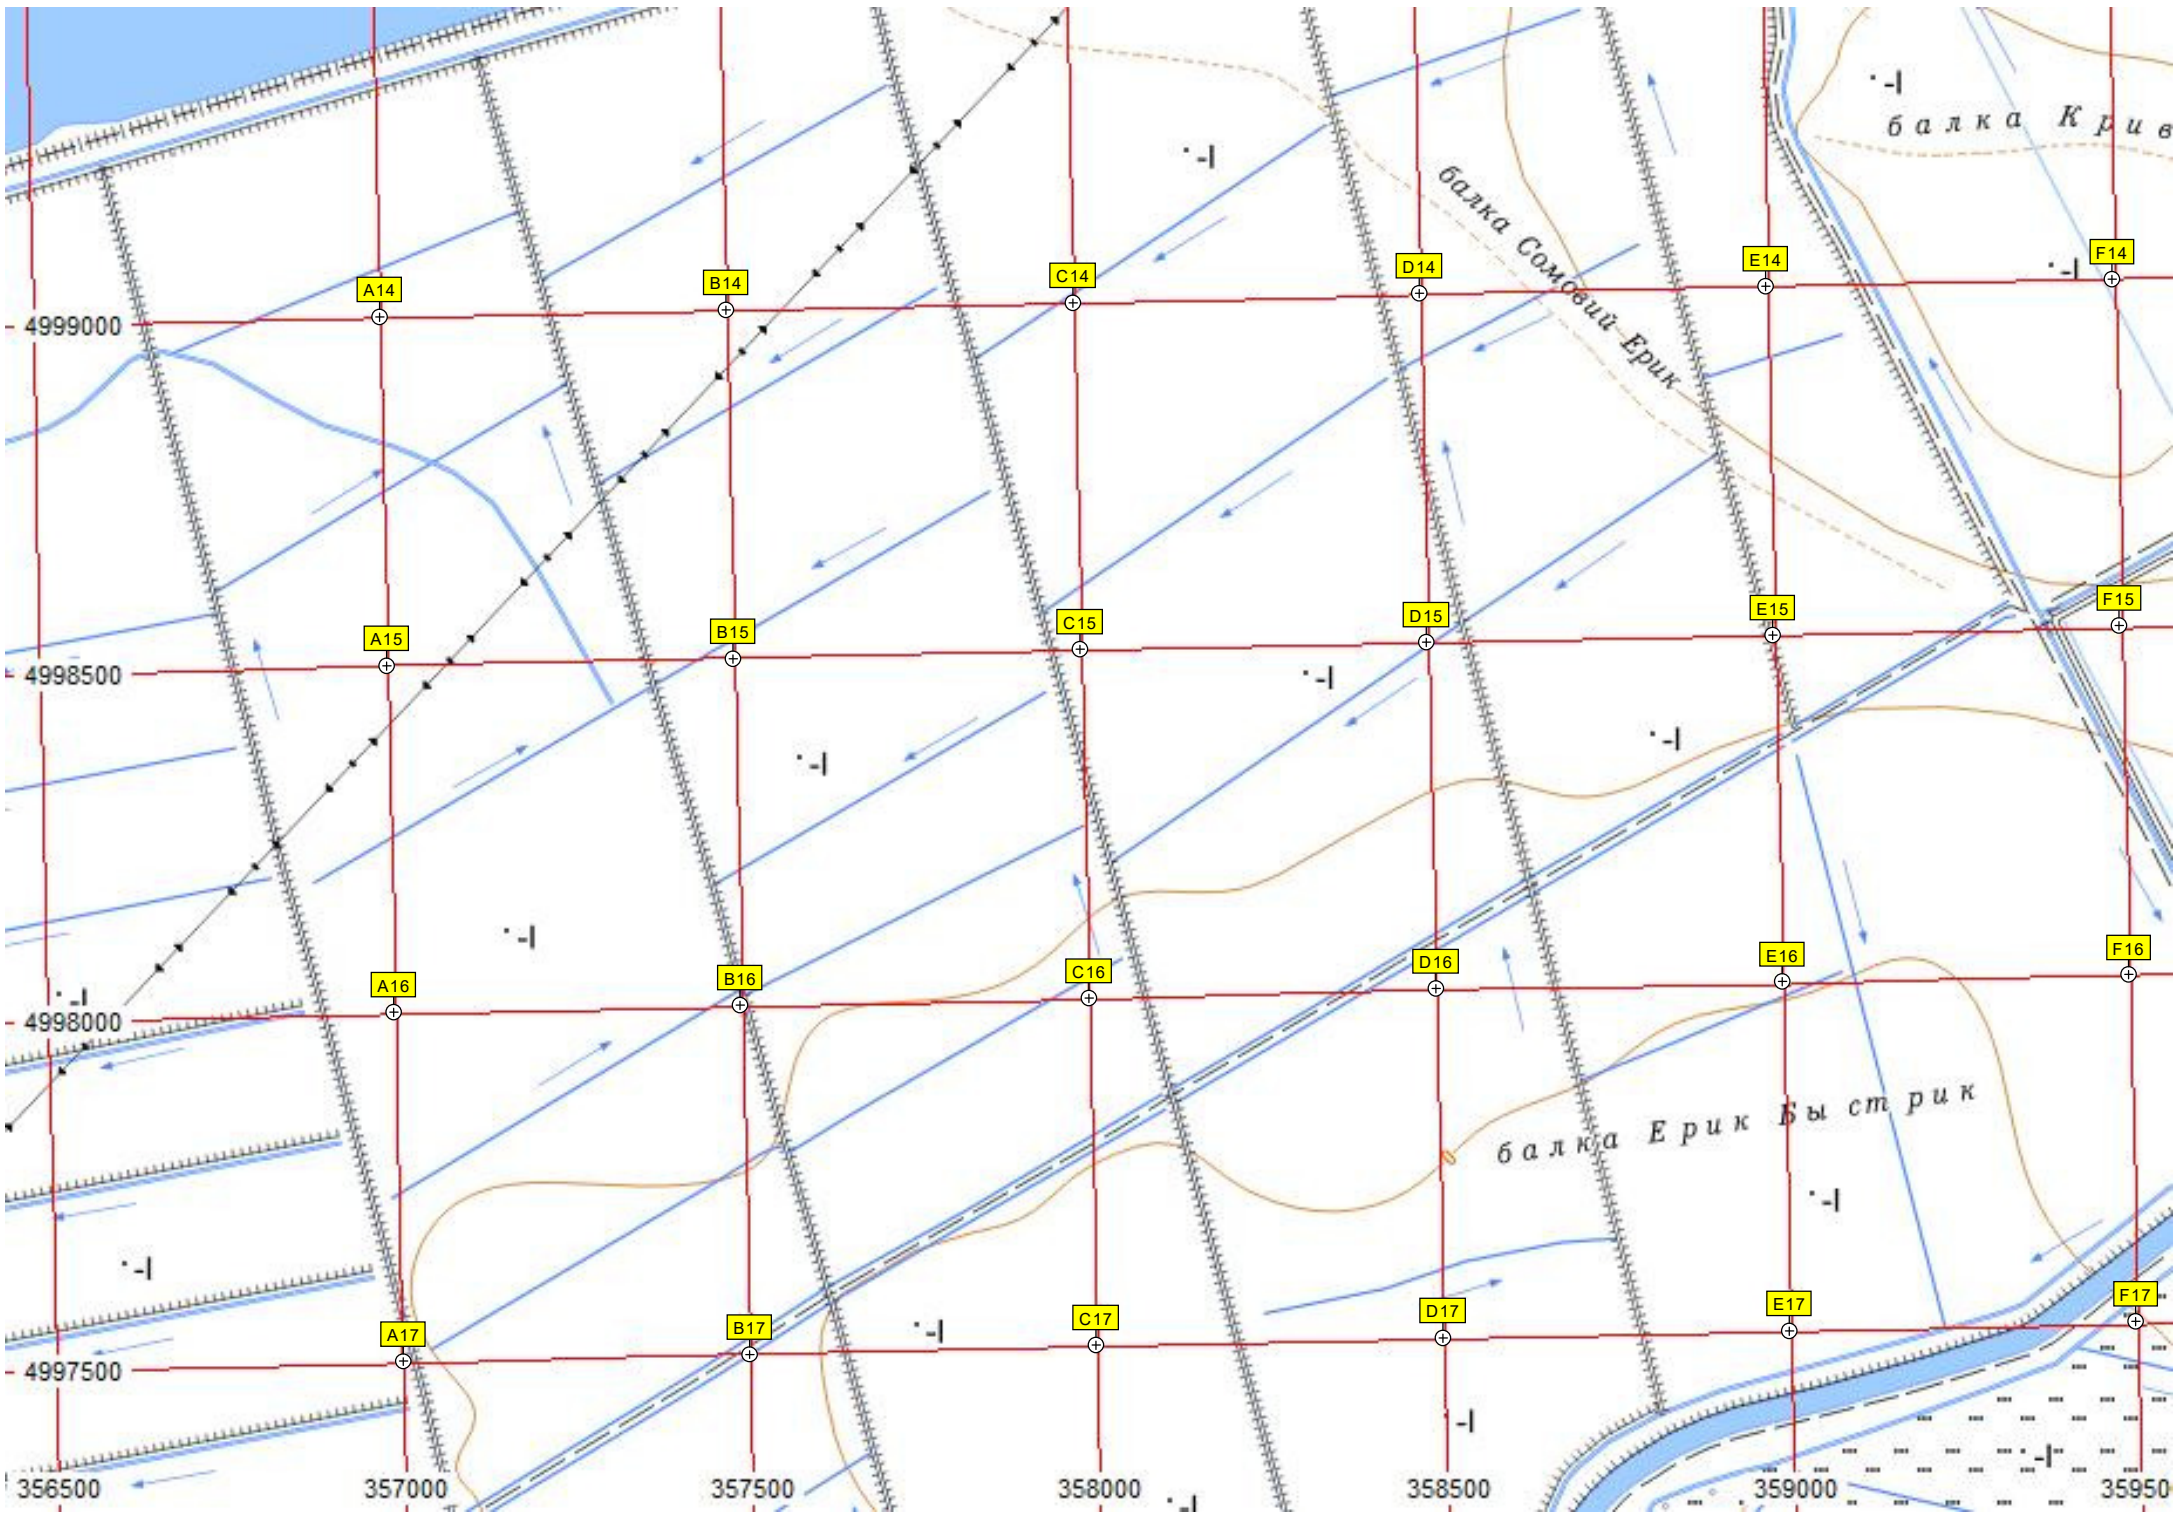 балка Крив
балка Сомовий Ерик
A14
B14
C14
D14
E14
F14
4999000
A15
B15
C15
D15
E15
F15
4998500
A16
B16
C16
D16
E16
F16
4998000
балка Ерик Быстрик
A17
B17
C17
D17
E17
F17
4997500
356500
357000
357500
358000
358500
359000
35950